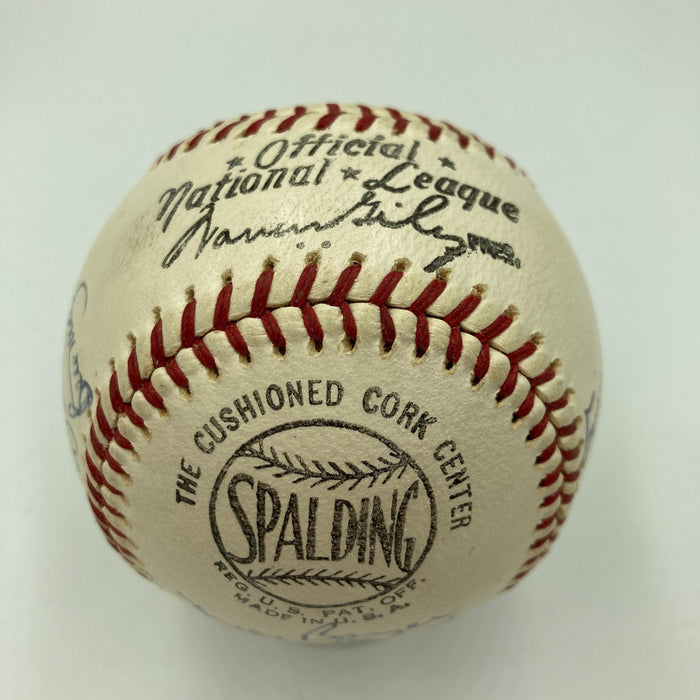 * Official *
National * League
Warren Giles PRES.
THE CUSHIONED CORK CENTER
SPALDING
REG. U.S. PAT. OFF.
MADE IN U.S.A.